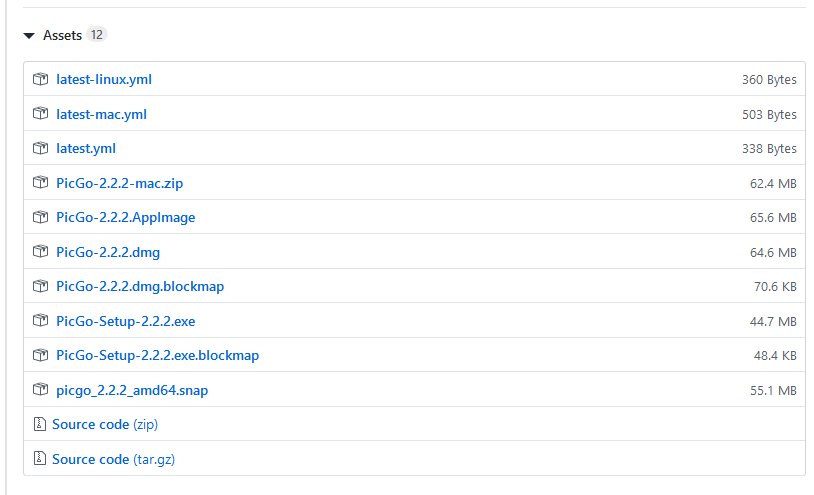 Assets 12
latest-linux.yml 360 Bytes
latest-mac.yml 503 Bytes
latest.yml 338 Bytes
PicGo-2.2.2-mac.zip 62.4 MB
PicGo-2.2.2.AppImage 65.6 MB
PicGo-2.2.2.dmg 64.6 MB
PicGo-2.2.2.dmg.blockmap 70.6 KB
PicGo-Setup-2.2.2.exe 44.7 MB
PicGo-Setup-2.2.2.exe.blockmap 48.4 KB
picgo_2.2.2_amd64.snap 55.1 MB
Source code (zip)
Source code (tar.gz)